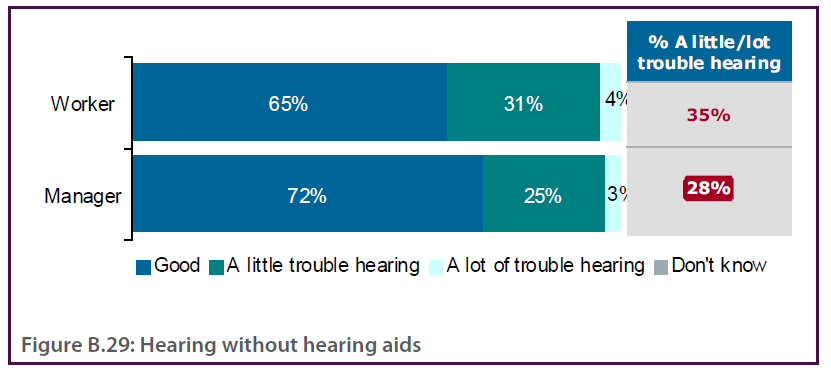 % A little/lot
trouble hearing
Worker 65% 31% 4% 35%
Manager 72% 25% 3% 28%
Good A little trouble hearing A lot of trouble hearing Don't know
Figure B.29: Hearing without hearing aids